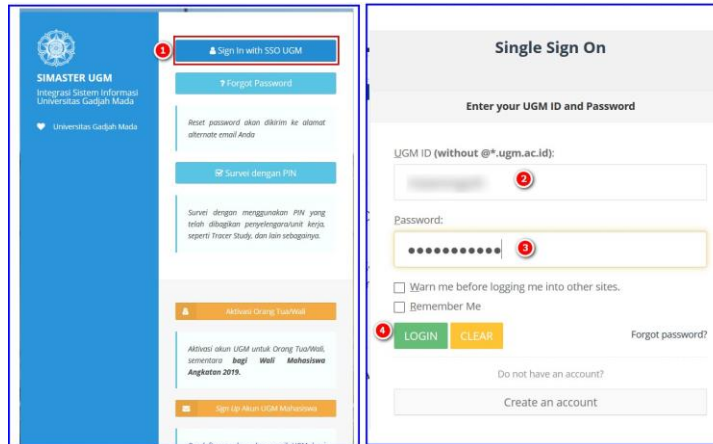 SIMASTER UGM
Integrasi Sistem Informasi
Universitas Gadjah Mada
Universitas Gadjah Mada
1
Sign In with SSO UGM
? Forgot Password
Reset password akan dikirim ke alamat
alternate email Anda
Survei dengan PIN
Survei dengan menggunakan PIN yang
telah dibagikan penyelengara/unit kerja,
seperti Tracer Study, dan lain sebagainya.
Aktivasi Orang Tua/Wali
Aktivasi akun UGM untuk Orang Tua/Wali,
sementara bagi Wali Mahasiswa
Angkatan 2019.
Sign Up Akun UGM Mahasiswa
Single Sign On
Enter your UGM ID and Password
UGM ID (without @*.ugm.ac.id):
2
Password:
3
Warn me before logging me into other sites.
Remember Me
4
LOGIN CLEAR Forgot password?
Do not have an account?
Create an account